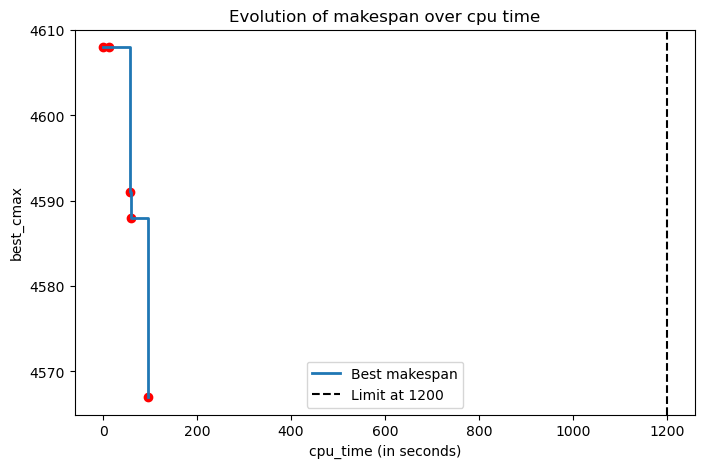 Evolution of makespan over cpu time
best_cmax
4610
4600
4590
4580
4570
0
200
400
600
800
1000
1200
cpu_time (in seconds)
Best makespan
Limit at 1200